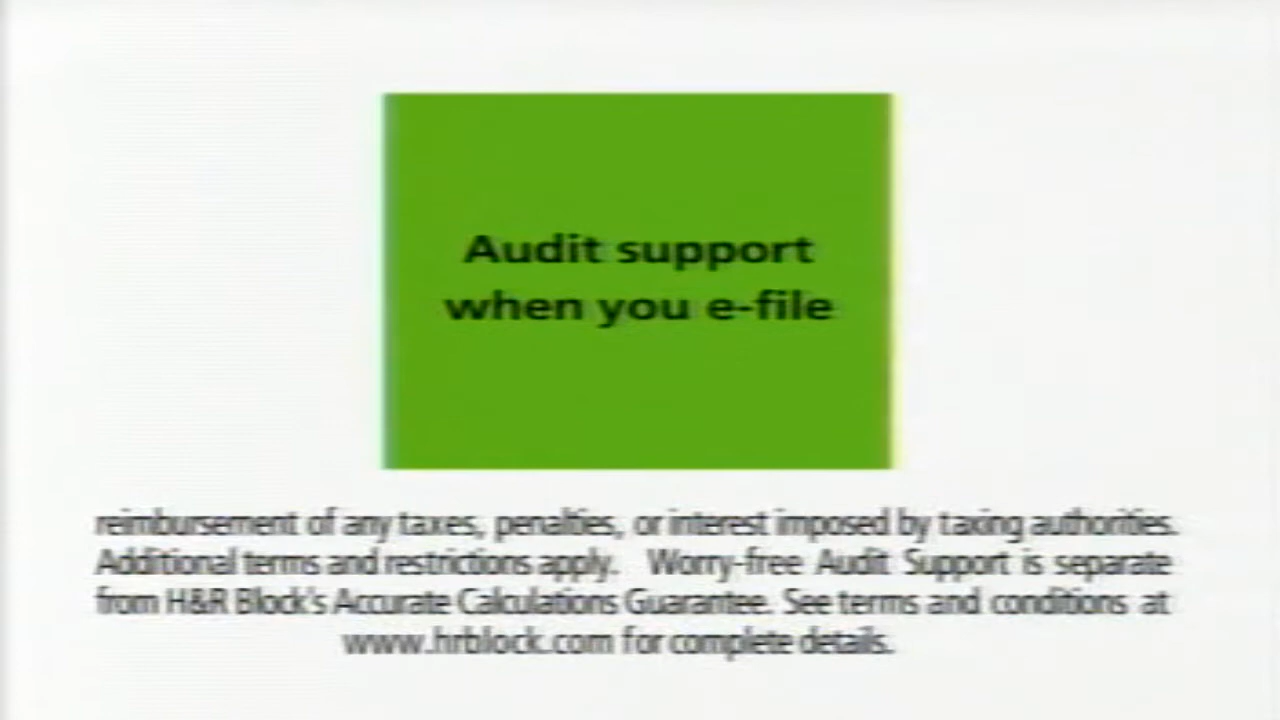 Audit support
when you e-file
reimbursement of any taxes, penalties, or interest imposed by taxing authorities.
Additional terms and restrictions apply. Worry-free Audit Support is separate
from H&R Block's Accurate Calculations Guarantee. See terms and conditions at
www.hrblock.com for complete details.